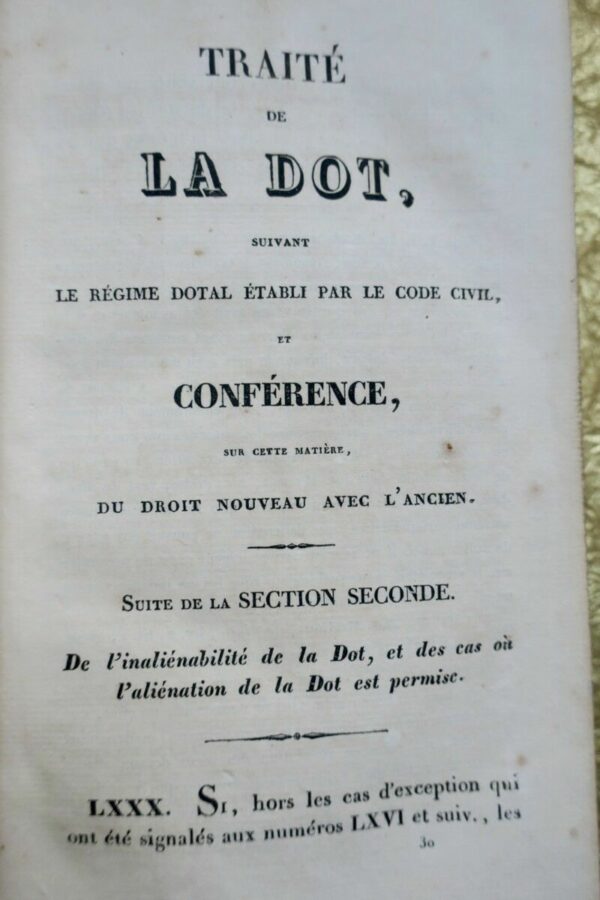 TRAITÉ
DE
LA DOT,
SUIVANT
LE RÉGIME DOTAL ÉTABLI PAR LE CODE CIVIL,
ET
CONFÉRENCE,
SUR CETTE MATIÈRE,
DU DROIT NOUVEAU AVEC L'ANCIEN.
SUITE DE LA SECTION SECONDE.
De l'inaliénabilité de la Dot, et des cas où
l'aliénation de la Dot est permise.
LXXX. SI, hors les cas d'exception qui
ont été signalés aux numéros LXVI et suiv., les
30